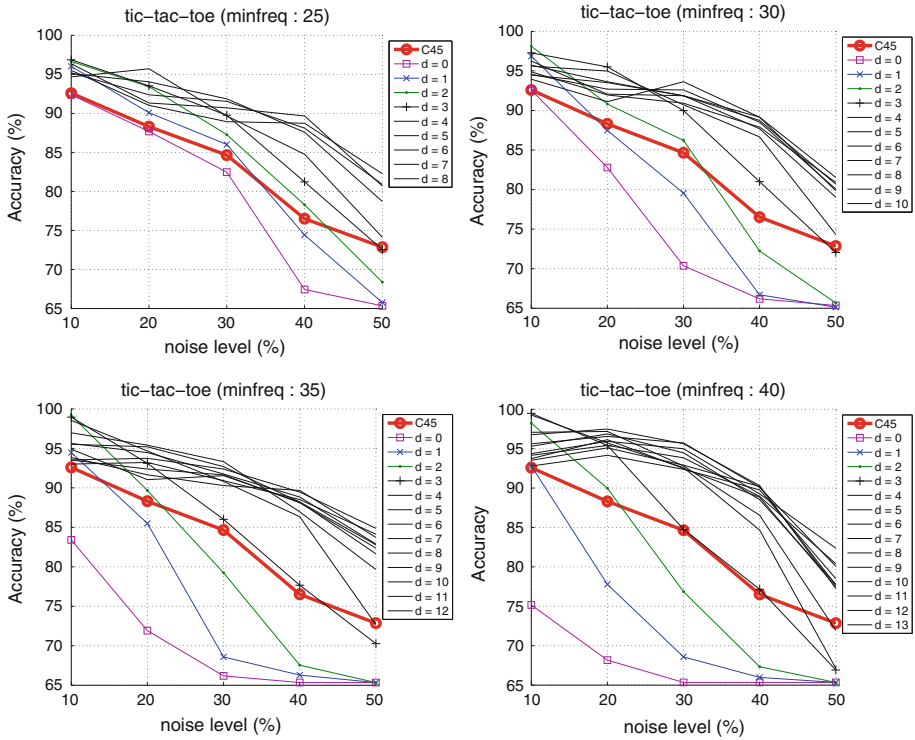 tic-tac-toe (minfreq : 25)
100
95
90
85
80
75
70
65
Accuracy (%)
10 20 30 40 50
noise level (%)
C45
d = 0
d = 1
d = 2
d = 3
d = 4
d = 5
d = 6
d = 7
d = 8
tic-tac-toe (minfreq : 30)
100
95
90
85
80
75
70
65
Accuracy (%)
10 20 30 40 50
noise level (%)
C45
d = 0
d = 1
d = 2
d = 3
d = 4
d = 5
d = 6
d = 7
d = 8
d = 9
d = 10
tic-tac-toe (minfreq : 35)
100
95
90
85
80
75
70
65
Accuracy (%)
10 20 30 40 50
noise level (%)
C45
d = 0
d = 1
d = 2
d = 3
d = 4
d = 5
d = 6
d = 7
d = 8
d = 9
d = 10
d = 11
d = 12
tic-tac-toe (minfreq : 40)
100
95
90
85
80
75
70
65
Accuracy
10 20 30 40 50
noise level (%)
C45
d = 0
d = 1
d = 2
d = 3
d = 4
d = 5
d = 6
d = 7
d = 8
d = 9
d = 10
d = 11
d = 12
d = 13